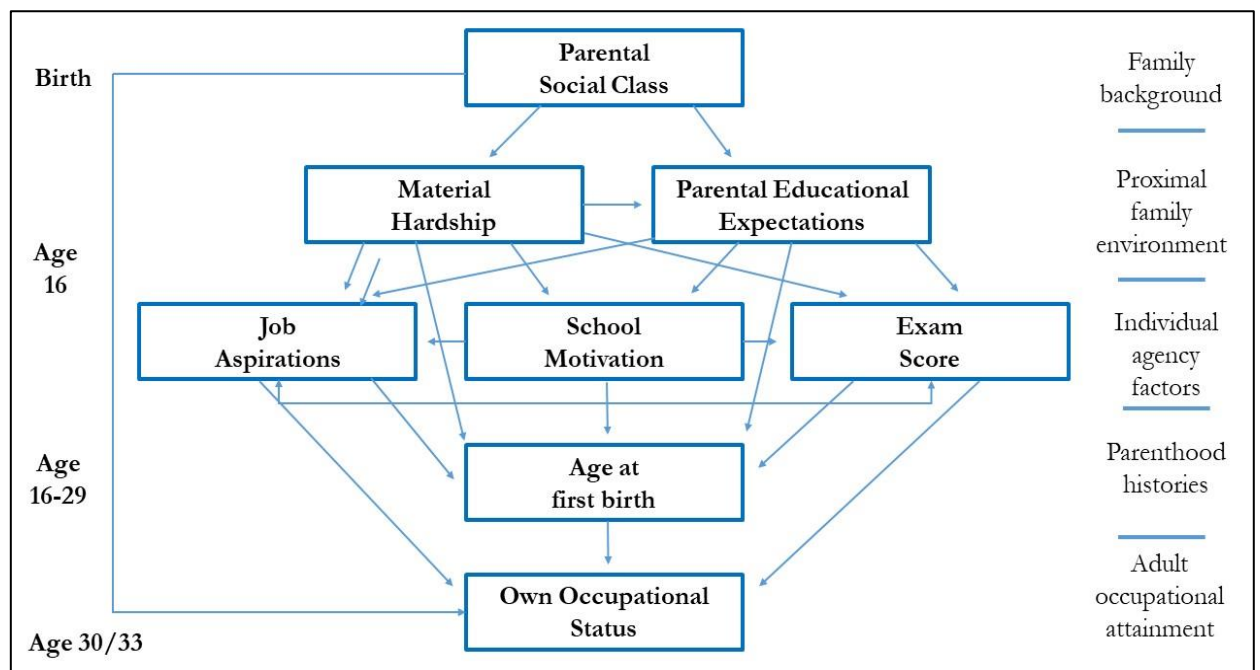 Birth
Parental
Social Class
Family
background
Material
Hardship
Parental Educational
Expectations
Proximal
family
environment
Age
16
Job
Aspirations
School
Motivation
Exam
Score
Individual
agency
factors
Age
16-29
Age at
first birth
Parenthood
histories
Own Occupational
Status
Adult
occupational
attainment
Age 30/33